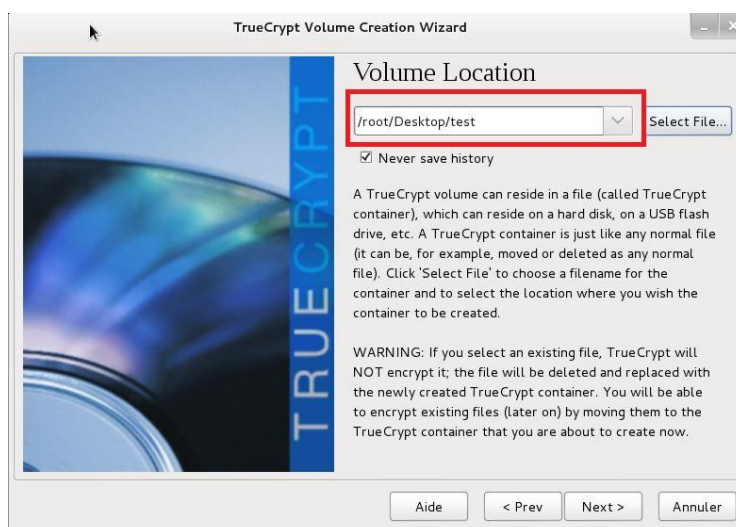 TrueCrypt Volume Creation Wizard
TRUECRYPT
Volume Location
/root/Desktop/test
Select File...
Never save history
A TrueCrypt volume can reside in a file (called TrueCrypt
container), which can reside on a hard disk, on a USB flash
drive, etc. A TrueCrypt container is just like any normal file
(it can be, for example, moved or deleted as any normal
file). Click 'Select File' to choose a filename for the
container and to select the location where you wish the
container to be created.
WARNING: If you select an existing file, TrueCrypt will
NOT encrypt it; the file will be deleted and replaced with
the newly created TrueCrypt container. You will be able
to encrypt existing files (later on) by moving them to the
TrueCrypt container that you are about to create now.
Aide
< Prev
Next >
Annuler